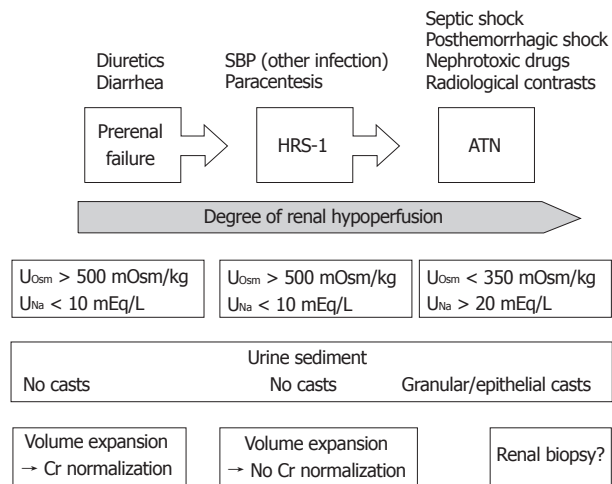 Diuretics
Diarrhea
SBP (other infection)
Paracentesis
Septic shock
Posthemorrhagic shock
Nephrotoxic drugs
Radiological contrasts
Prerenal
failure
HRS-1
ATN
Degree of renal hypoperfusion
UOsm > 500 mOsm/kg
UNa < 10 mEq/L
UOsm > 500 mOsm/kg
UNa < 10 mEq/L
UOsm < 350 mOsm/kg
UNa > 20 mEq/L
Urine sediment
No casts
No casts
Granular/epithelial casts
Volume expansion
→ Cr normalization
Volume expansion
→ No Cr normalization
Renal biopsy?